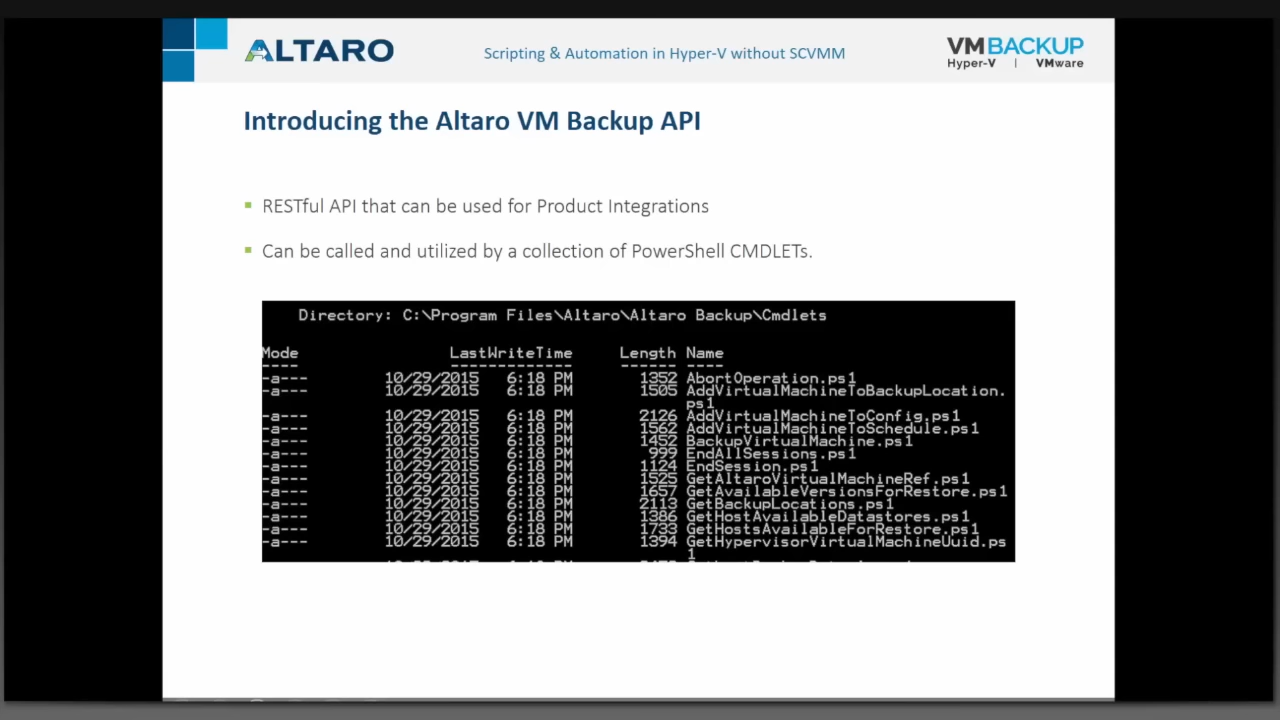 ALTARO
Scripting & Automation in Hyper-V without SCVMM
VMBACKUP
Hyper-V | VMware
Introducing the Altaro VM Backup API
RESTful API that can be used for Product Integrations
Can be called and utilized by a collection of PowerShell CMDLETs.
Directory: C:\Program Files\Altaro\Altaro Backup\Cmdlets
Mode LastWriteTime Length Name
---- ------------- ------ ----
-a--- 10/29/2015 6:18 PM 1352 AbortOperation.ps1
-a--- 10/29/2015 6:18 PM 1505 AddVirtualMachineToBackupLocation.
ps1
-a--- 10/29/2015 6:18 PM 2126 AddVirtualMachineToConfig.ps1
-a--- 10/29/2015 6:18 PM 1562 AddVirtualMachineToSchedule.ps1
-a--- 10/29/2015 6:18 PM 1452 BackupVirtualMachine.ps1
-a--- 10/29/2015 6:18 PM 999 EndAllSessions.ps1
-a--- 10/29/2015 6:18 PM 1124 EndSession.ps1
-a--- 10/29/2015 6:18 PM 1525 GetAltaroVirtualMachineRef.ps1
-a--- 10/29/2015 6:18 PM 1657 GetAvailableVersionsForRestore.ps1
-a--- 10/29/2015 6:18 PM 2113 GetBackupLocations.ps1
-a--- 10/29/2015 6:18 PM 1386 GetHostAvailableDatastores.ps1
-a--- 10/29/2015 6:18 PM 1733 GetHostsAvailableForRestore.ps1
-a--- 10/29/2015 6:18 PM 1394 GetHypervisorVirtualMachineUuid.ps
1